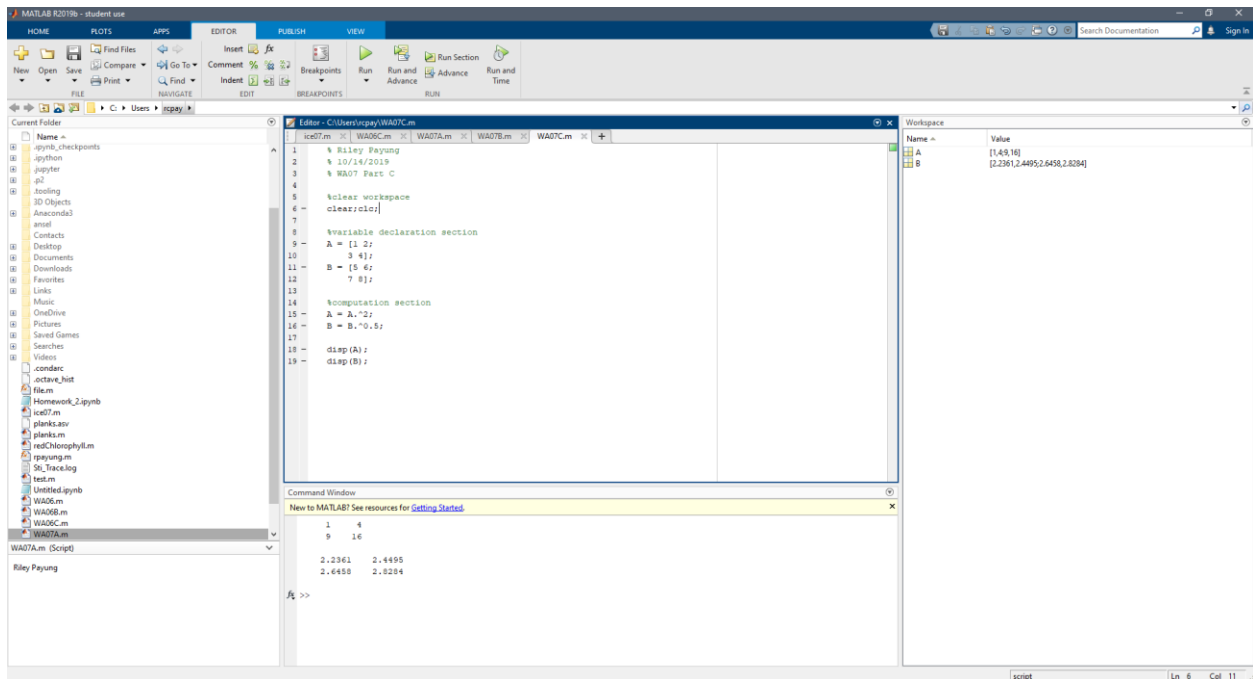 MATLAB R2019b - student use
HOME PLOTS APPS EDITOR PUBLISH VIEW
Search Documentation
Sign In
New Open Save
Find Files
Compare
Print
FILE
Go To
Find
NAVIGATE
Insert fx
Comment %
Indent
EDIT
Breakpoints
BREAKPOINTS
Run
Run and Advance
Run Section
Advance
Run and Time
RUN
C: Users rcpay
Current Folder
Name
.ipynb_checkpoints
.ipython
.jupyter
.p2
.tooling
3D Objects
Anaconda3
ansel
Contacts
Desktop
Documents
Downloads
Favorites
Links
Music
OneDrive
Pictures
Saved Games
Searches
Videos
.condarc
.octave_hist
file.m
Homework_2.ipynb
ice07.m
planks.asv
planks.m
redChlorophyll.m
rpayung.m
Sti_Trace.log
test.m
Untitled.ipynb
WA06.m
WA06B.m
WA06C.m
WA07A.m
WA07A.m (Script)
Riley Payung
Editor - C:\Users\rcpay\WA07C.m
ice07.m WA06C.m WA07A.m WA07B.m WA07C.m +
1 % Riley Payung
2 % 10/14/2019
3 % WA07 Part C
4
5 %clear workspace
6 - clear;clc;
7
8 %variable declaration section
9 - A = [1 2;
10 3 4];
11 - B = [5 6;
12 7 8];
13
14 %computation section
15 - A = A.^2;
16 - B = B.^0.5;
17
18 - disp(A);
19 - disp(B);
Command Window
New to MATLAB? See resources for Getting Started.
1 4
9 16
2.2361 2.4495
2.6458 2.8284
fx >>
Workspace
Name Value
A [1,4;9,16]
B [2.2361,2.4495;2.6458,2.8284]
script Ln 6 Col 11